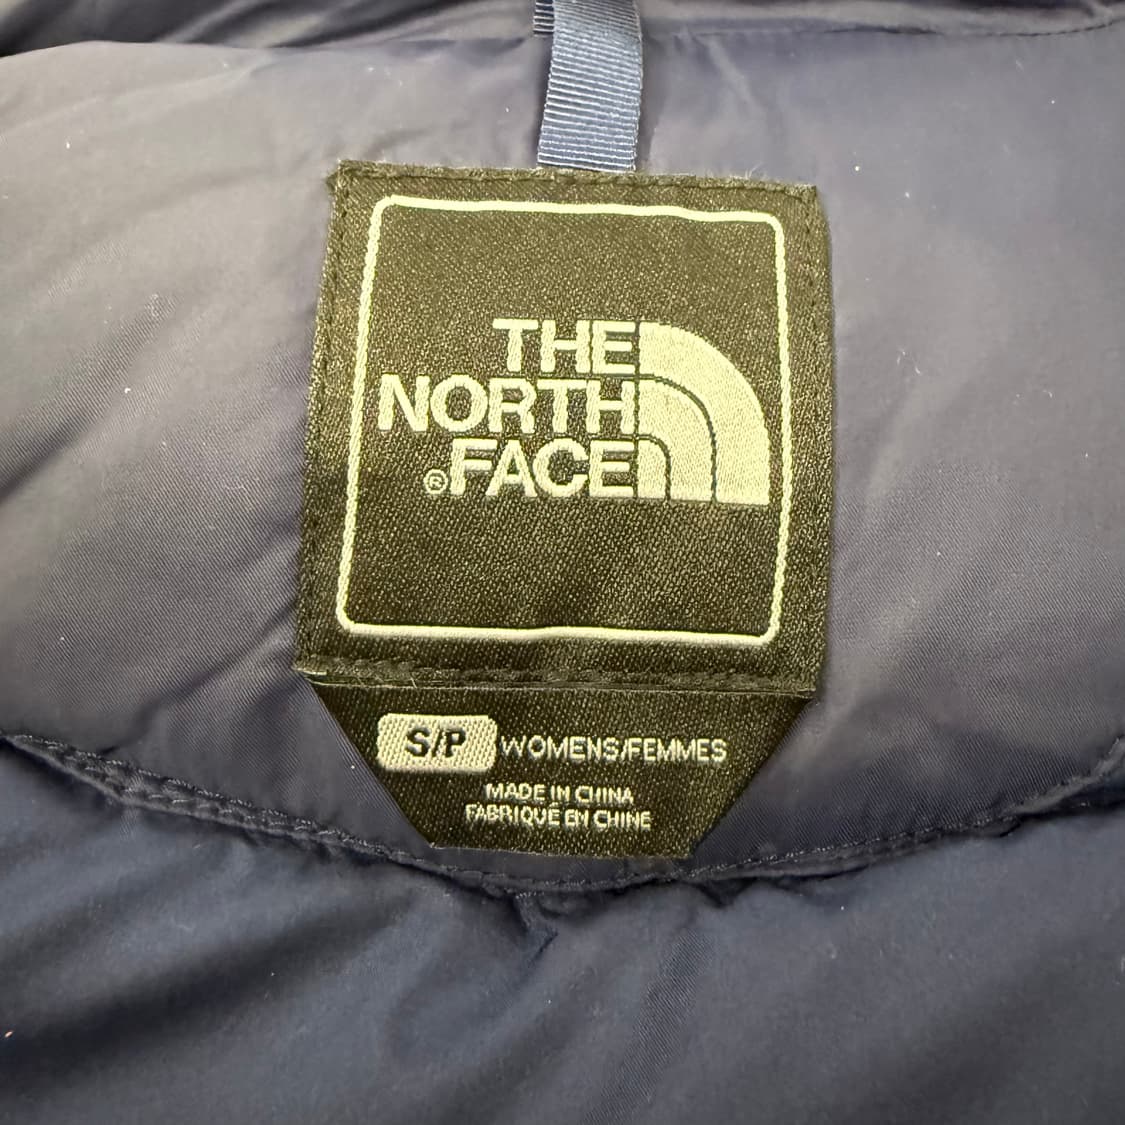 THE
NORTH
®FACE
S/P WOMENS/FEMMES
MADE IN CHINA
FABRIQUÉ EN CHINE